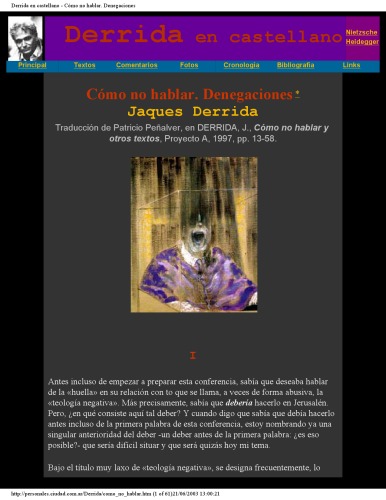 Derrida en castellano - Cómo no hablar. Denegaciones
Derrida en castellano
Nietzsche
Heidegger
Principal Textos Comentarios Fotos Cronología Bibliografía Links
Cómo no hablar. Denegaciones *
Jaques Derrida
Traducción de Patricio Peñalver, en DERRIDA, J., Cómo no hablar y
otros textos, Proyecto A, 1997, pp. 13-58.
I
Antes incluso de empezar a preparar esta conferencia, sabía que deseaba hablar
de la «huella» en su relación con to que se llama, a veces de forma abusiva, la
«teología negativa». Más precisamente, sabía que debería hacerlo en Jerusalén.
Pero, ¿en qué consiste aquí tal deber? Y cuando digo que sabía que debía hacerlo
antes incluso de la primera palabra de esta conferencia, estoy nombrando ya una
singular anterioridad del deber -un deber antes de la primera palabra: ¿es eso
posible?- que sería difícil situar y que será quizás hoy mi tema.
Bajo el título muy laxo de «teología negativa», se designa frecuentemente, lo
http://personales.ciudad.com.ar/Derrida/como_no_hablar.htm (1 of 61)21/06/2003 13:00:21